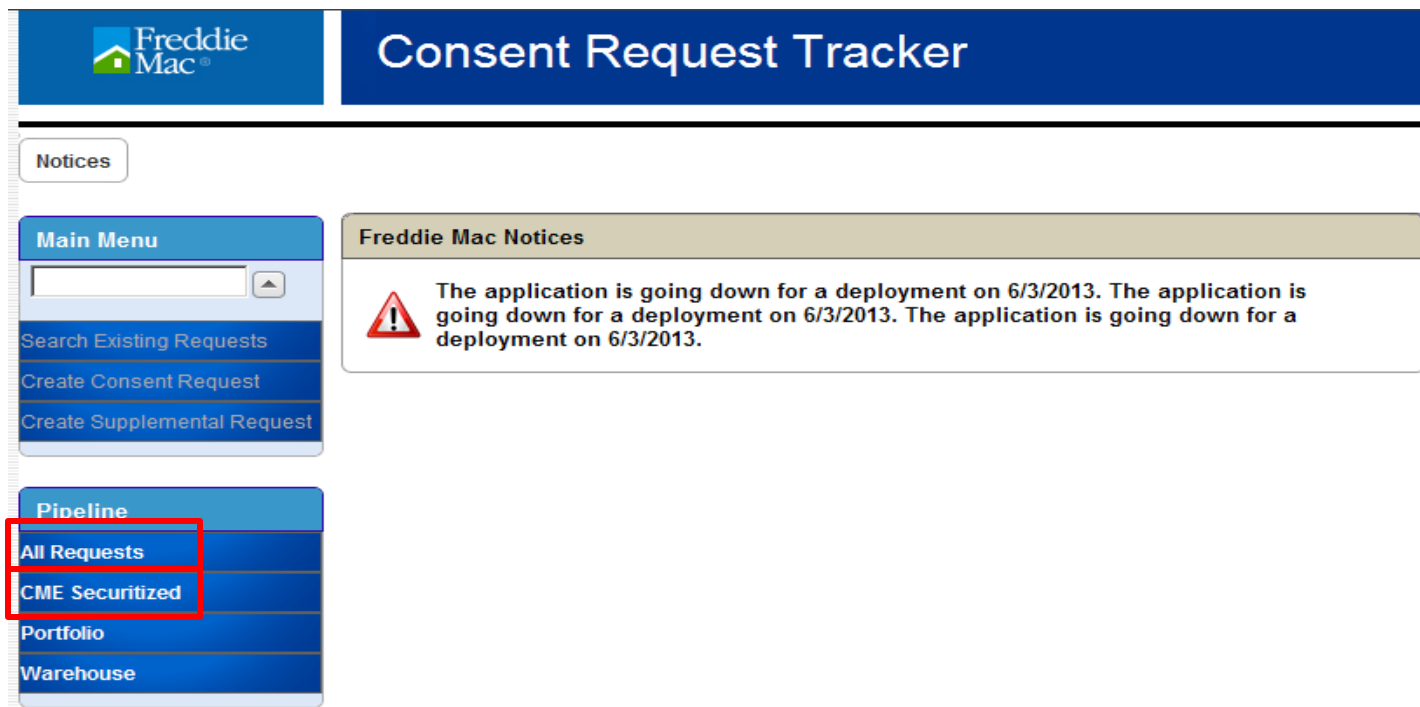 Freddie
Mac®
Consent Request Tracker
Notices
Main Menu
Search Existing Requests
Create Consent Request
Create Supplemental Request
Freddie Mac Notices
The application is going down for a deployment on 6/3/2013. The application is
going down for a deployment on 6/3/2013. The application is going down for a
deployment on 6/3/2013.
Pipeline
All Requests
CME Securitized
Portfolio
Warehouse